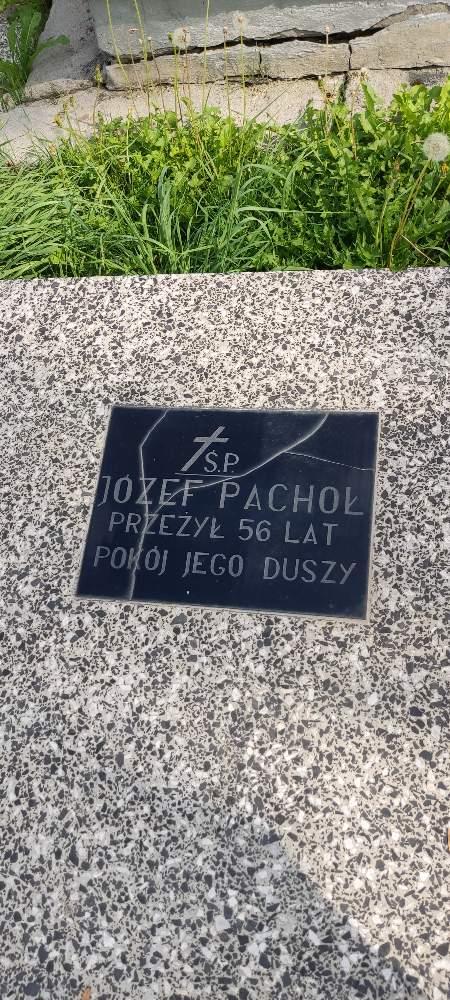 Ś.P.
JÓZEF PACHOŁ
PRZEŻYŁ 56 LAT
POKÓJ JEGO DUSZY